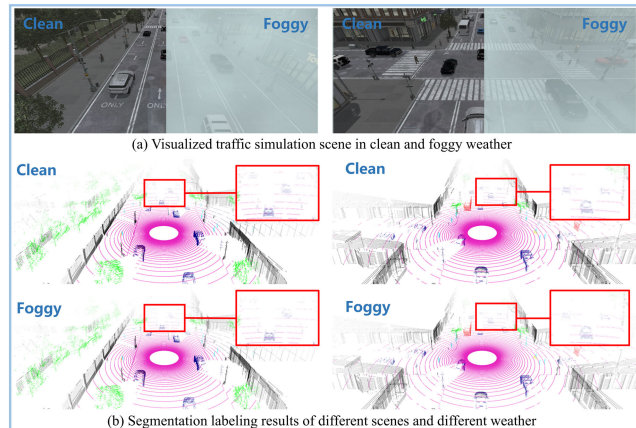 Clean Foggy Clean Foggy
ONLY ONLY
(a) Visualized traffic simulation scene in clean and foggy weather
Clean Clean
Foggy Foggy
(b) Segmentation labeling results of different scenes and different weather